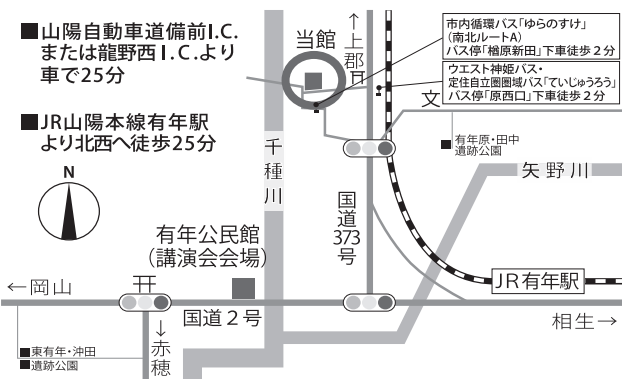 ■山陽自動車道備前I.C.
または龍野西I.C.より
車で25分
■JR山陽本線有年駅
より北西へ徒歩25分
N
当館
↑上郡
市内循環バス「ゆらのすけ」
(南北ルートA)
バス停「楢原新田」下車徒歩2分
ウエスト神姫バス・
定住自立圏圏域バス「ていじゅうろう」
バス停「原西口」下車徒歩2分
文
■有年原・田中
遺跡公園
千種川
矢野川
国道373号
有年公民館
(講演会会場)
JR有年駅
←岡山
国道2号
相生→
↓赤穂
■東有年・沖田
■遺跡公園